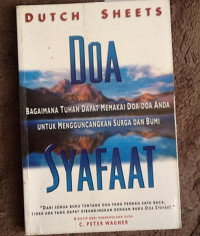 DUTCH SHEETS
DOA
BAGAIMANA TUHAN DAPAT MEMAKAI DOA-DOA ANDA
UNTUK MENGGUNCANGKAN SURGA DAN BUMI
SYAFAAT
"DARI SEMUA BUKU TENTANG DOA YANG PERNAH SAYA BACA,
TIDAK ADA YANG DAPAT DIBANDINGKAN DENGAN BUKU DOA SYAFAAT."
C. PETER WAGNER